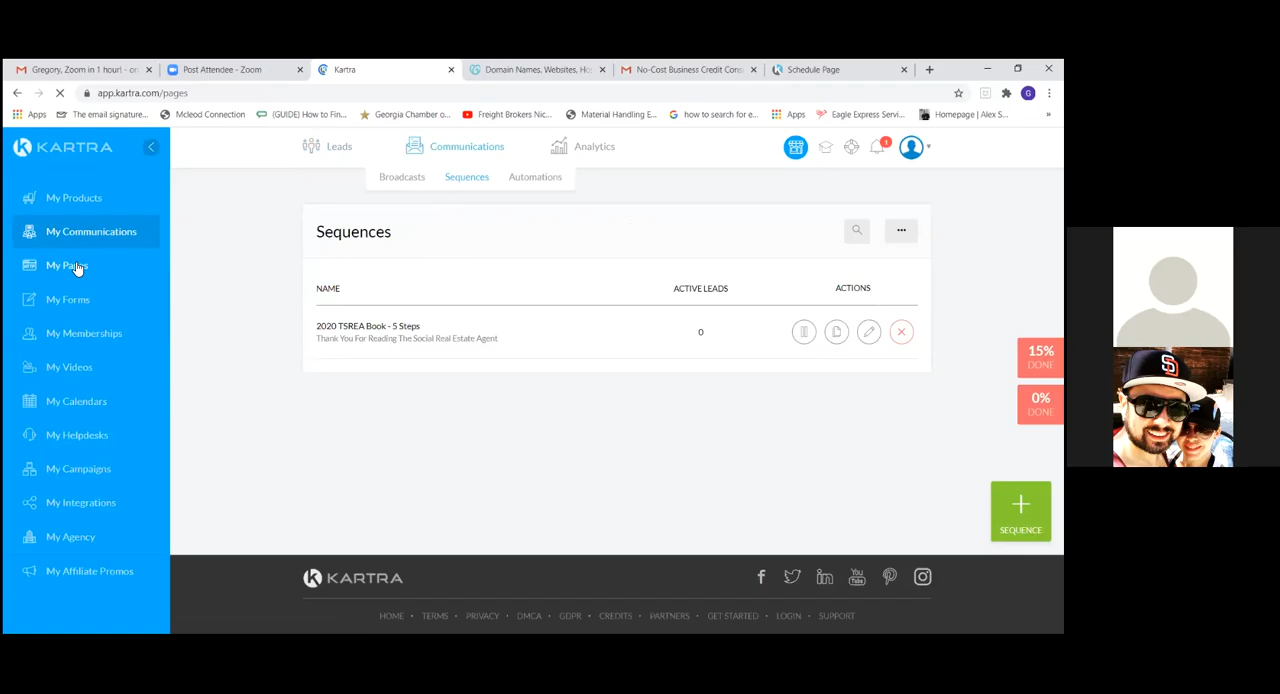 Gregory, Zoom in 1 hour! - or
Post Attendee - Zoom
Kartra
Domain Names, Websites, Ho
No-Cost Business Credit Cons
Schedule Page
app.kartra.com/pages
G
Apps
The email signature...
Mcleod Connection
(GUIDE) How to Fin...
Georgia Chamber o...
Freight Brokers Nic...
Material Handling E...
how to search for e...
Apps
Eagle Express Servi...
Homepage | Alex S...
KARTRA
Leads
Communications
Analytics
1
Broadcasts
Sequences
Automations
My Products
My Communications
My Pages
My Forms
My Memberships
My Videos
My Calendars
My Helpdesks
My Campaigns
My Integrations
My Agency
My Affiliate Promos
Sequences
NAME
ACTIVE LEADS
ACTIONS
2020 TSREA Book - 5 Steps
Thank You For Reading The Social Real Estate Agent
0
15%
DONE
0%
DONE
SEQUENCE
KARTRA
HOME • TERMS • PRIVACY • DMCA • GDPR • CREDITS • PARTNERS • GET STARTED • LOGIN • SUPPORT
SD